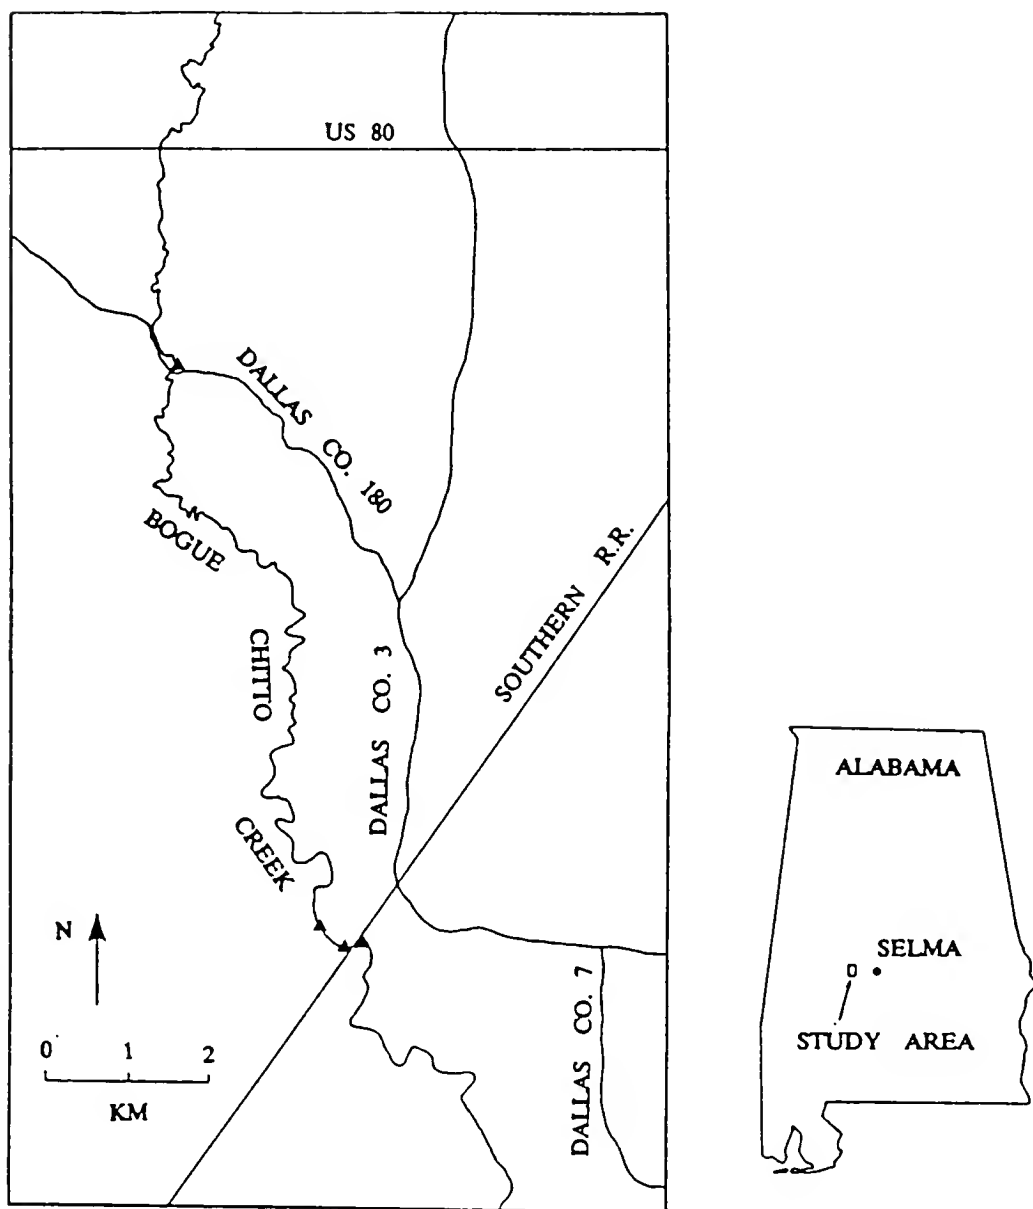 US 80
DALLAS CO. 180
BOGUE
CHITTO
CREEK
DALLAS CO. 3
SOUTHERN R.R.
DALLAS CO. 7
N
0 1 2
KM
ALABAMA
SELMA
STUDY AREA